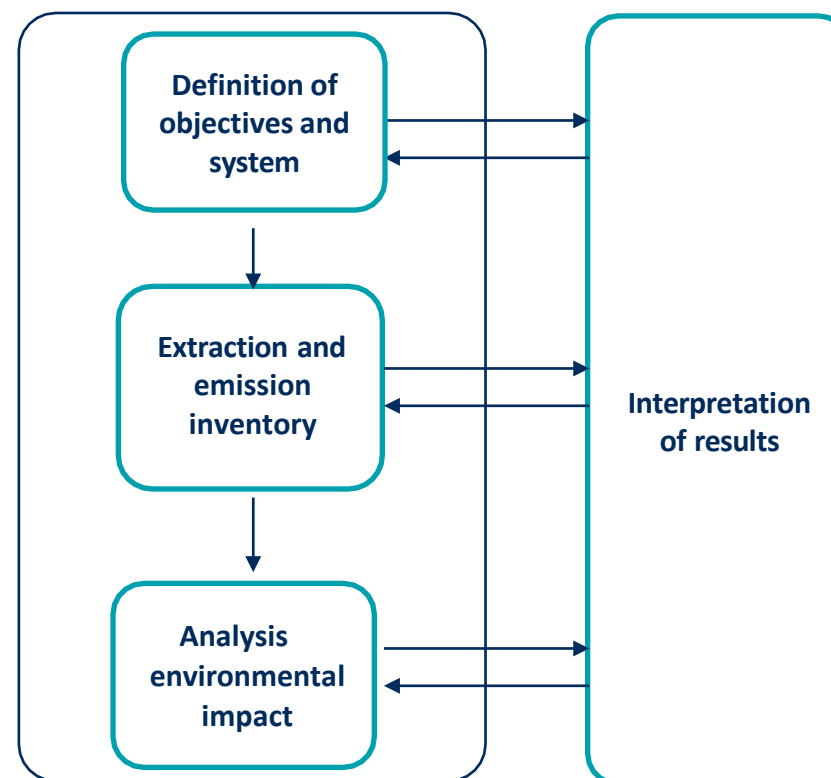 Definition of
objectives and
system
Extraction and
emission
inventory
Interpretation
of results
Analysis
environmental
impact